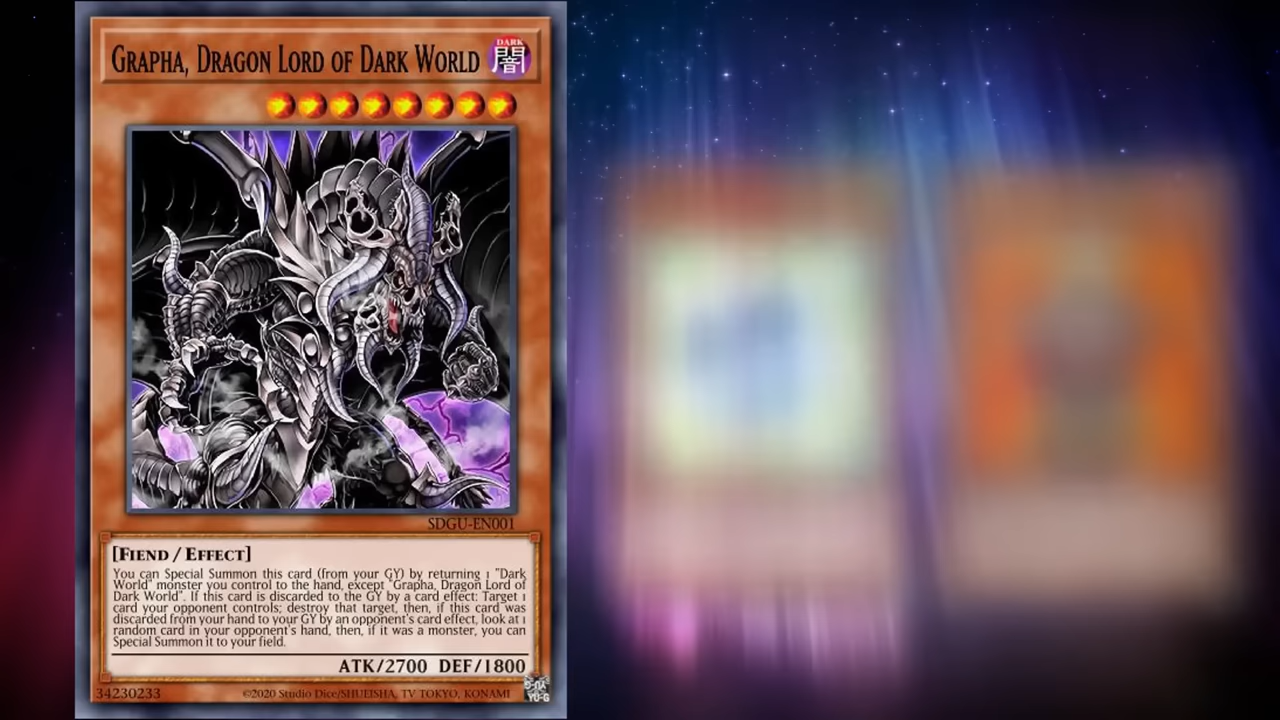 GRAPHA, DRAGON LORD OF DARK WORLD
DARK
闇
SDGU-EN001
[FIEND / EFFECT]
You can Special Summon this card (from your GY) by returning 1 "Dark
World" monster you control to the hand, except "Grapha, Dragon Lord of
Dark World". If this card is discarded to the GY by a card effect: Target 1
card your opponent controls; destroy that target, then, if this card was
discarded from your hand to your GY by an opponent's card effect, look at 1
random card in your opponent's hand, then, if it was a monster, you can
Special Summon it to your field.
ATK/2700 DEF/1800
34230233
©2020 Studio Dice/SHUEISHA, TV TOKYO, KONAMI